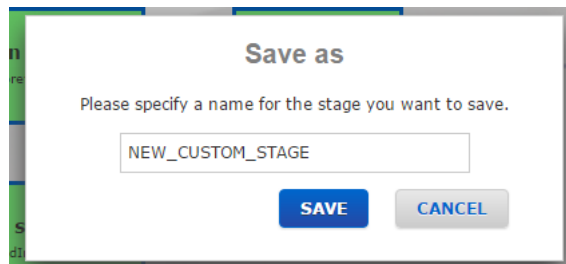 Save as
Please specify a name for the stage you want to save.
NEW_CUSTOM_STAGE
SAVE CANCEL